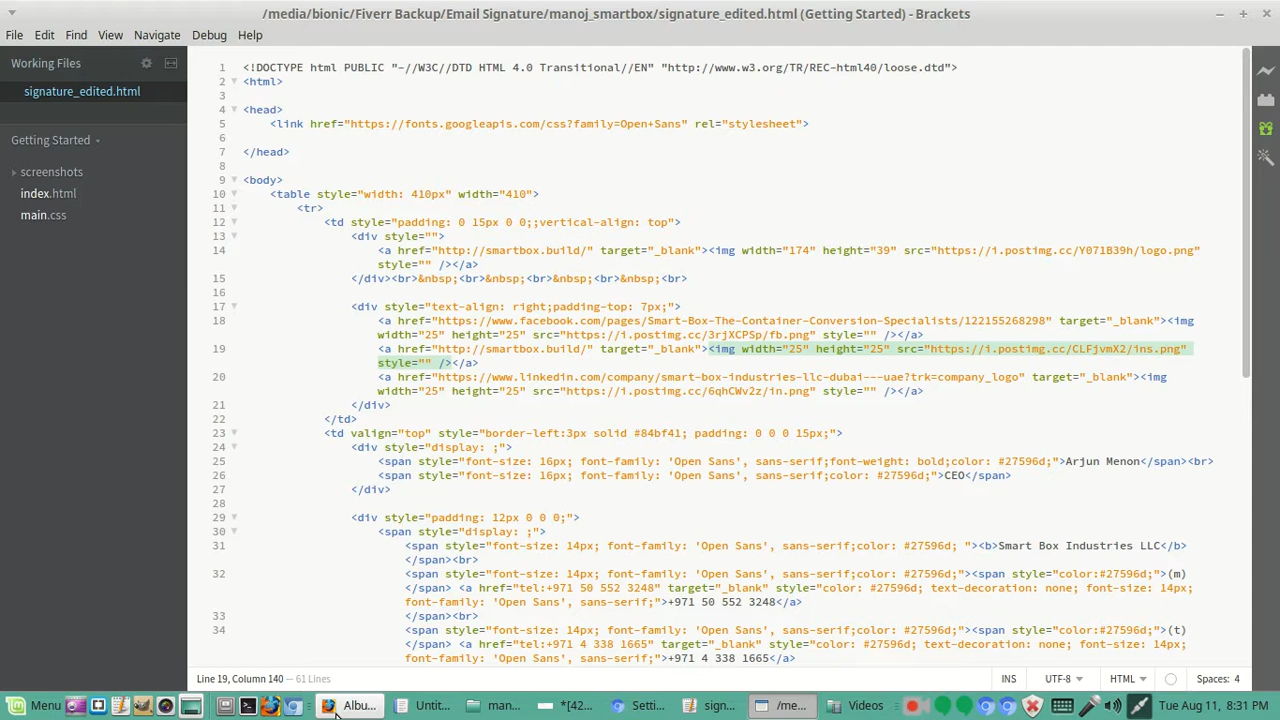 /media/bionic/Fiverr Backup/Email Signature/manoj_smartbox/signature_edited.html (Getting Started) - Brackets
File Edit Find View Navigate Debug Help
Working Files
signature_edited.html
Getting Started
screenshots
index.html
main.css
1 <!DOCTYPE html PUBLIC "-//W3C//DTD HTML 4.0 Transitional//EN" "http://www.w3.org/TR/REC-html40/loose.dtd">
2 <html>
3
4 <head>
5 <link href="https://fonts.googleapis.com/css?family=Open+Sans" rel="stylesheet">
6
7 </head>
8
9 <body>
10 <table style="width: 410px" width="410">
11 <tr>
12 <td style="padding: 0 15px 0 0;;vertical-align: top">
13 <div style="">
14 <a href="http://smartbox.build/" target="_blank"><img width="174" height="39" src="https://i.postimg.cc/Y071B39h/logo.png"
style="" /></a>
15 </div><br>&nbsp;<br>&nbsp;<br>&nbsp;<br>
16
17 <div style="text-align: right;padding-top: 7px;">
18 <a href="https://www.facebook.com/pages/Smart-Box-The-Container-Conversion-Specialists/122155268298" target="_blank"><img
width="25" height="25" src="https://i.postimg.cc/3rjXCPSp/fb.png" style="" /></a>
19 <a href="http://smartbox.build/" target="_blank"><img width="25" height="25" src="https://i.postimg.cc/CLFjvmX2/ins.png"
style="" /></a>
20 <a href="https://www.linkedin.com/company/smart-box-industries-llc-dubai---uae?trk=company_logo" target="_blank"><img
width="25" height="25" src="https://i.postimg.cc/6qhCWv2z/in.png" style="" /></a>
21 </div>
22 </td>
23 <td valign="top" style="border-left:3px solid #84bf41; padding: 0 0 0 15px;">
24 <div style="display: ;">
25 <span style="font-size: 16px; font-family: 'Open Sans', sans-serif;font-weight: bold;color: #27596d;">Arjun Menon</span><br>
26 <span style="font-size: 16px; font-family: 'Open Sans', sans-serif;color: #27596d;">CEO</span>
27 </div>
28
29 <div style="padding: 12px 0 0 0;">
30 <span style="display: ;">
31 <span style="font-size: 14px; font-family: 'Open Sans', sans-serif;color: #27596d; "><b>Smart Box Industries LLC</b>
</span><br>
32 <span style="font-size: 14px; font-family: 'Open Sans', sans-serif;color: #27596d;"><span style="color:#27596d;">(m)
</span> <a href="tel:+971 50 552 3248" target="_blank" style="color: #27596d; text-decoration: none; font-size: 14px;
font-family: 'Open Sans', sans-serif;">+971 50 552 3248</a>
33 </span><br>
34 <span style="font-size: 14px; font-family: 'Open Sans', sans-serif;color: #27596d;"><span style="color:#27596d;">(t)
</span> <a href="tel:+971 4 338 1665" target="_blank" style="color: #27596d; text-decoration: none; font-size: 14px;
font-family: 'Open Sans', sans-serif;">+971 4 338 1665</a>
Line 19, Column 140 — 61 Lines INS UTF-8 HTML Spaces: 4
Menu Albu... Untit... man... *[42... Setti... sign... /me... Videos Tue Aug 11, 8:31 PM